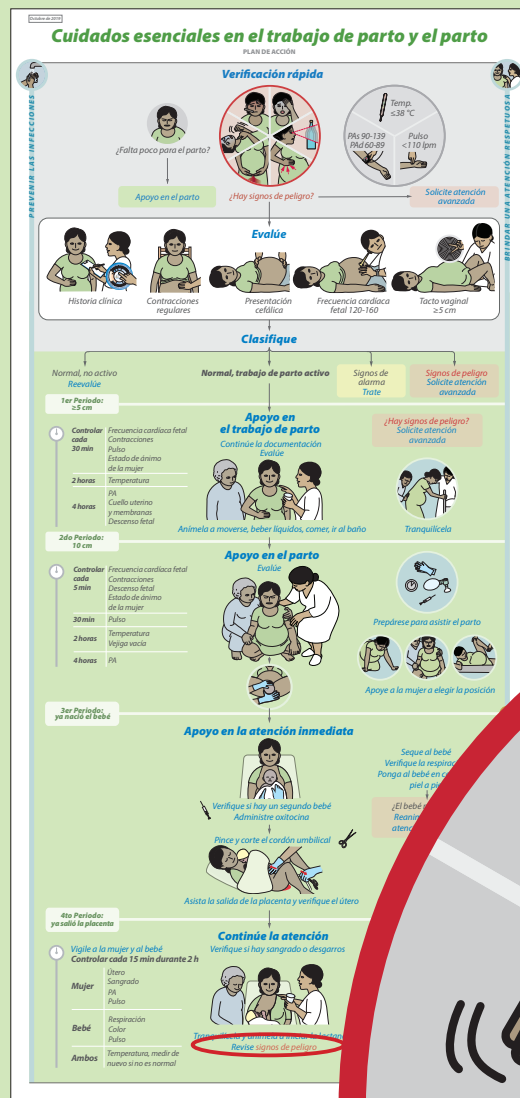 Octubre de 2019
Cuidados esenciales en el trabajo de parto y el parto
PLAN DE ACCIÓN
PREVENIR LAS INFECCIONES
BRINDAR UNA ATENCIÓN RESPETUOSA
Verificación rápida
¿Falta poco para el parto?
Temp.
≤38 °C
PAs 90-139
PAd 60-89
Pulso
<110 lpm
Apoyo en el parto
¿Hay signos de peligro?
Solicite atención
avanzada
Evalúe
Historia clínica
Contracciones
regulares
Presentación
cefálica
Frecuencia cardíaca
fetal 120-160
Tacto vaginal
≥5 cm
Clasifique
Normal, no activo
Reevalúe
Normal, trabajo de parto activo
Signos de
alarma
Trate
Signos de peligro
Solicite atención
avanzada
1er Periodo:
≥5 cm
Controlar
cada
30 min
Frecuencia cardíaca fetal
Contracciones
Pulso
Estado de ánimo
de la mujer
2 horas
Temperatura
4 horas
PA
Cuello uterino
y membranas
Descenso fetal
Apoyo en
el trabajo de parto
Continúe la documentación
Evalúe
Anímela a moverse, beber líquidos, comer, ir al baño
¿Hay signos de peligro?
Solicite atención
avanzada
Tranquilícela
2do Periodo:
10 cm
Controlar
cada
5 min
Frecuencia cardíaca fetal
Contracciones
Descenso fetal
Estado de ánimo
de la mujer
30 min
Pulso
2 horas
Temperatura
Vejiga vacía
4 horas
PA
Apoyo en el parto
Evalúe
Prepárese para asistir el parto
Apoye a la mujer a elegir la posición
3er Periodo:
ya nació el bebé
Apoyo en la atención inmediata
Verifique si hay un segundo bebé
Administre oxitocina
Pince y corte el cordón umbilical
Asista la salida de la placenta y verifique el útero
Seque al bebé
Verifique la
Ponga al bebé en
piel a
¿El bebé
4to Periodo:
ya salió la placenta
Vigile a la mujer y al bebé
Controlar cada 15 min durante 2 h
Mujer
Útero
Sangrado
PA
Pulso
Bebé
Respiración
Color
Pulso
Ambos
Temperatura, medir de
nuevo si no es normal
Continúe la atención
Verifique si hay sangrado o desgarros
Revise signos de peligro